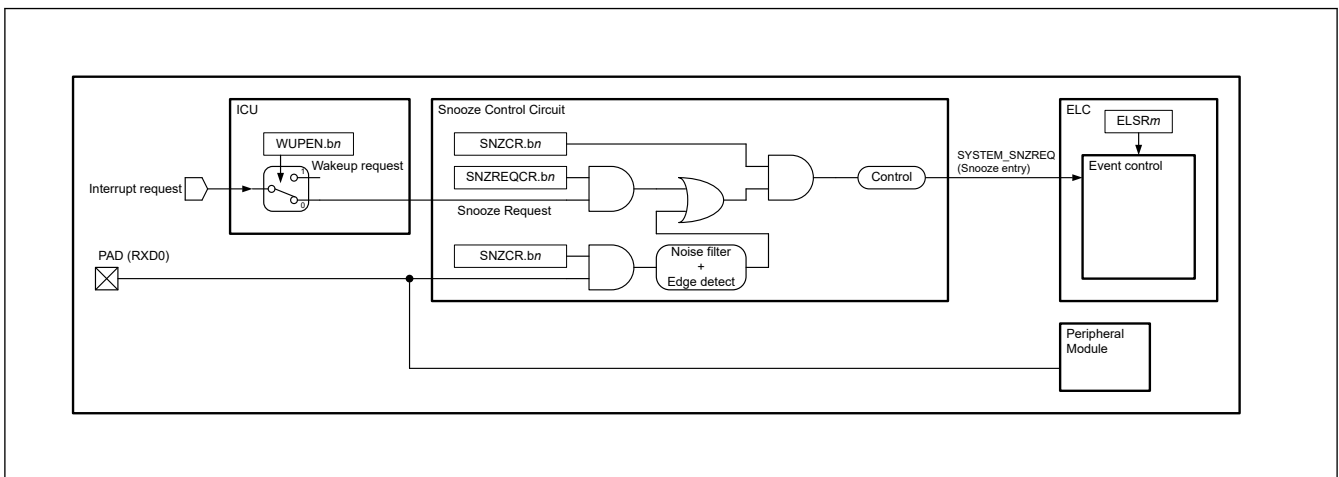 ICU
WUPEN.bn
Wakeup request
1
0
Interrupt request
PAD (RXD0)
Snooze Control Circuit
SNZCR.bn
SNZREQCR.bn
Snooze Request
SNZCR.bn
Noise filter
+
Edge detect
Control
SYSTEM_SNZREQ
(Snooze entry)
ELC
ELSRm
Event control
Peripheral
Module